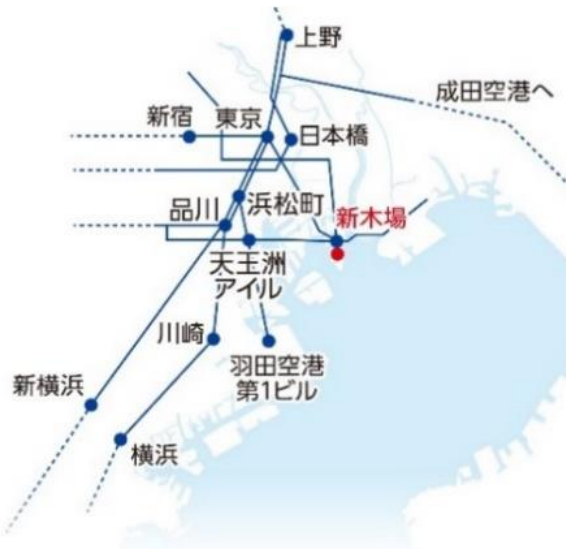 上野
成田空港へ
新宿
東京
日本橋
品川
浜松町
新木場
天王洲
アイル
川崎
羽田空港
第1ビル
新横浜
横浜